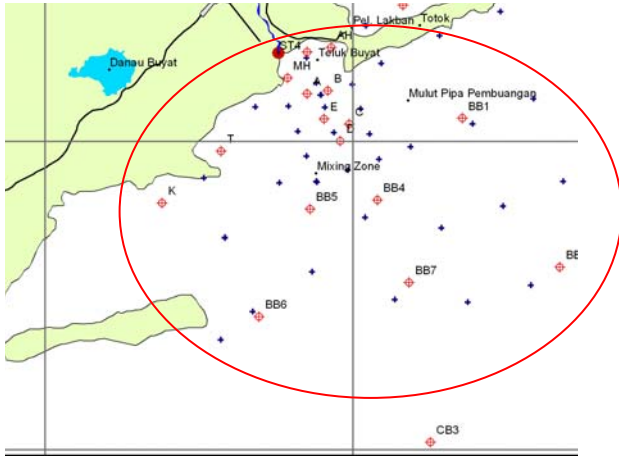 Pel. Lakban
Totok
AH
ST4
Teluk Buyat
Danau Buyat
MH
A
B
Mulut Pipa Pembuangan
BB1
E
C
D
T
Mixing Zone
K
BB4
BB5
BB
BB7
BB6
CB3